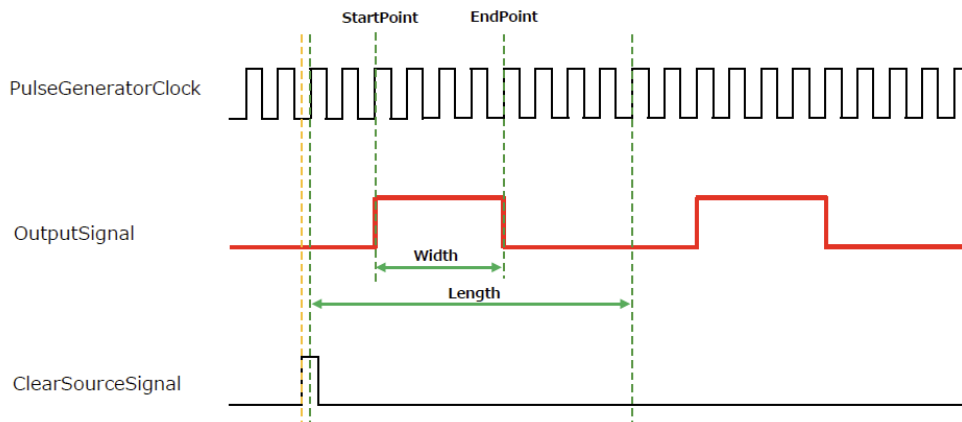 StartPoint
EndPoint
PulseGeneratorClock
OutputSignal
Width
Length
ClearSourceSignal